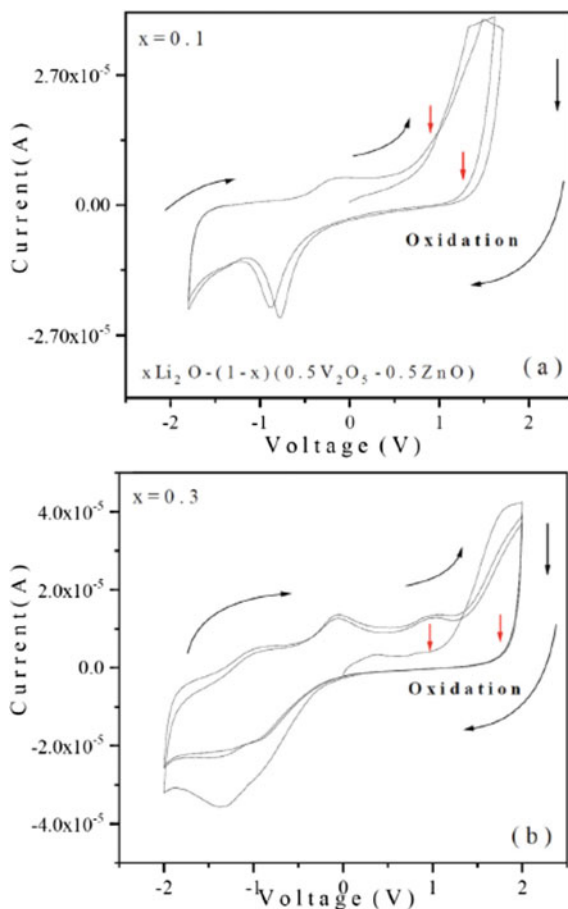 x=0.1
2.70x10⁻⁵
0.00
-2.70x10⁻⁵
Current(A)
Oxidation
xLi₂O-(1-x)(0.5V₂O₅-0.5ZnO)
(a)
-2 -1 0 1 2
Voltage (V)
x=0.3
4.0x10⁻⁵
2.0x10⁻⁵
0.0
-2.0x10⁻⁵
-4.0x10⁻⁵
Current(A)
Oxidation
(b)
-2 -1 0 1 2
Voltage (V)